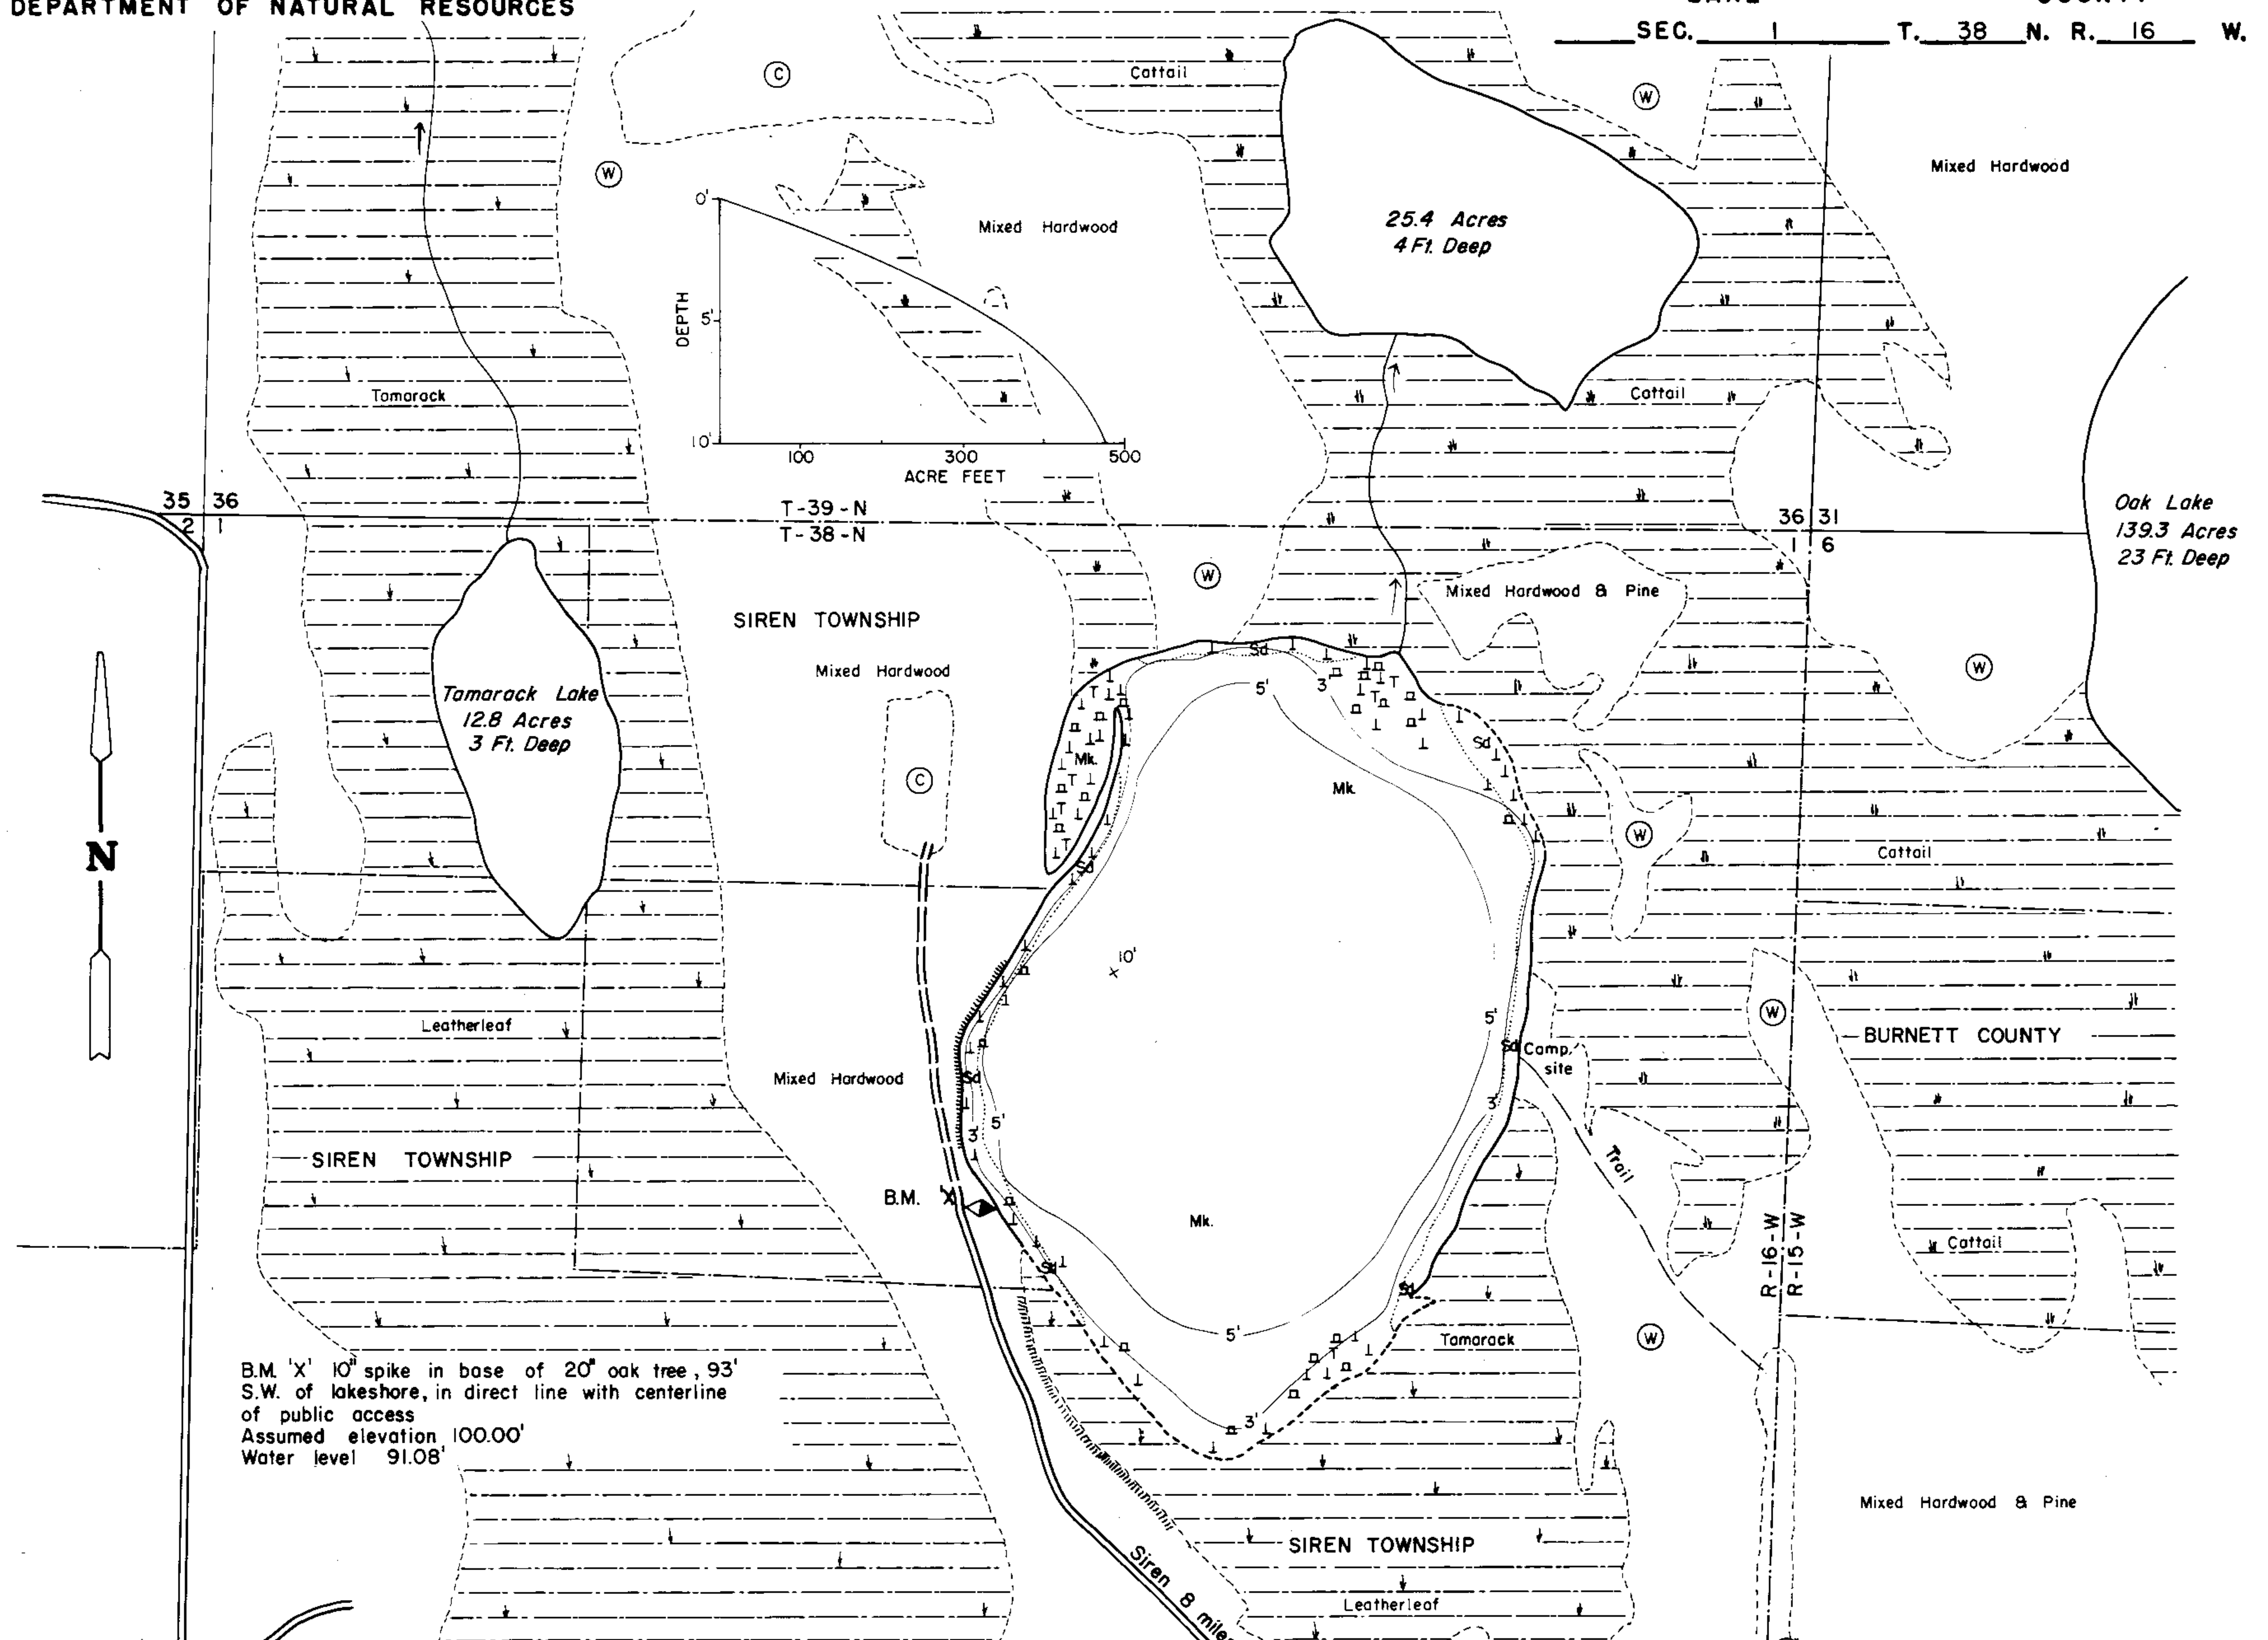 DEPARTMENT OF NATURAL RESOURCES
SEC. 1 T. 38 N. R. 16 W.
C
Cattail
W
W
Mixed Hardwood
Mixed Hardwood
25.4 Acres
4 Ft. Deep
0'
DEPTH
5'
10'
100 300 500
ACRE FEET
Tamarack
Cattail
35 36
2 1
T-39-N
T-38-N
36 31
1 6
Oak Lake
139.3 Acres
23 Ft. Deep
W
Mixed Hardwood & Pine
SIREN TOWNSHIP
Mixed Hardwood
Sd
5'
3'
W
Tamarack Lake
12.8 Acres
3 Ft. Deep
Sd
Mk.
Mk.
C
N
W
Cattail
Sd
10'
W
Leatherleaf
5'
BURNETT COUNTY
Sd
Camp
site
Mixed Hardwood
Sd
3'
5'
3'
SIREN TOWNSHIP
Trail
B.M. 'X'
Mk.
R-16-W
R-15-W
Cattail
Sd
Sd
5'
Tamarack
W
B.M. 'X' 10" spike in base of 20" oak tree, 93'
S.W. of lakeshore, in direct line with centerline
of public access
Assumed elevation 100.00'
Water level 91.08'
3'
Mixed Hardwood & Pine
SIREN TOWNSHIP
Siren 8 miles
Leatherleaf